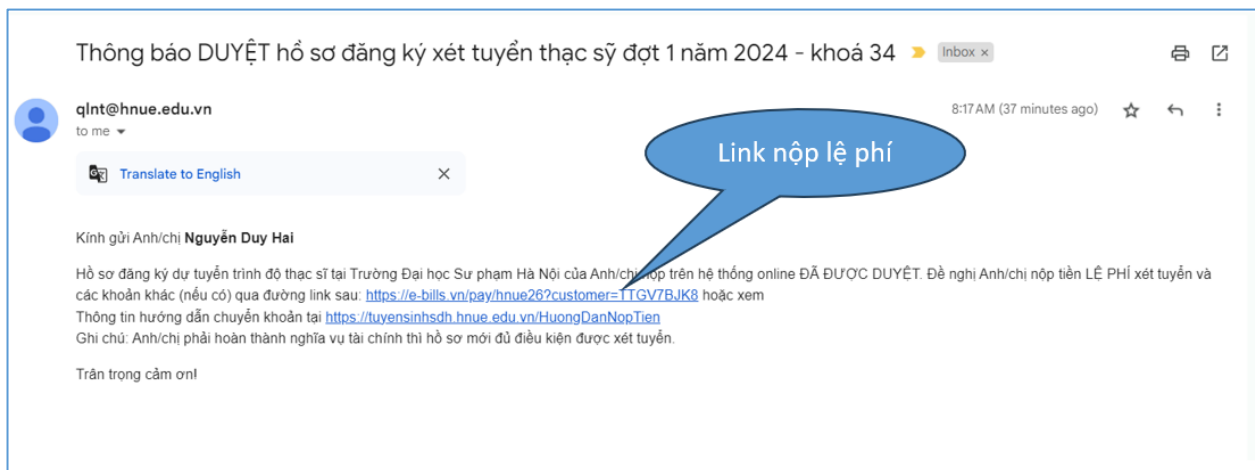 Thông báo DUYỆT hồ sơ đăng ký xét tuyển thạc sỹ đợt 1 năm 2024 - khoá 34 Inbox ×
qlnt@hnue.edu.vn
8:17 AM (37 minutes ago)
to me
Link nộp lệ phí
Translate to English
Kính gửi Anh/chị Nguyễn Duy Hai
Hồ sơ đăng ký dự tuyển trình độ thạc sĩ tại Trường Đại học Sư phạm Hà Nội của Anh/chị nộp trên hệ thống online ĐÃ ĐƯỢC DUYỆT. Đề nghị Anh/chị nộp tiền LỆ PHÍ xét tuyển và
các khoản khác (nếu có) qua đường link sau: https://e-bills.vn/pay/hnue26?customer=TTGV7BJK8 hoặc xem
Thông tin hướng dẫn chuyển khoản tại https://tuyensinhsdh.hnue.edu.vn/HuongDanNopTien
Ghi chú: Anh/chị phải hoàn thành nghĩa vụ tài chính thì hồ sơ mới đủ điều kiện được xét tuyển.
Trân trọng cảm ơn!